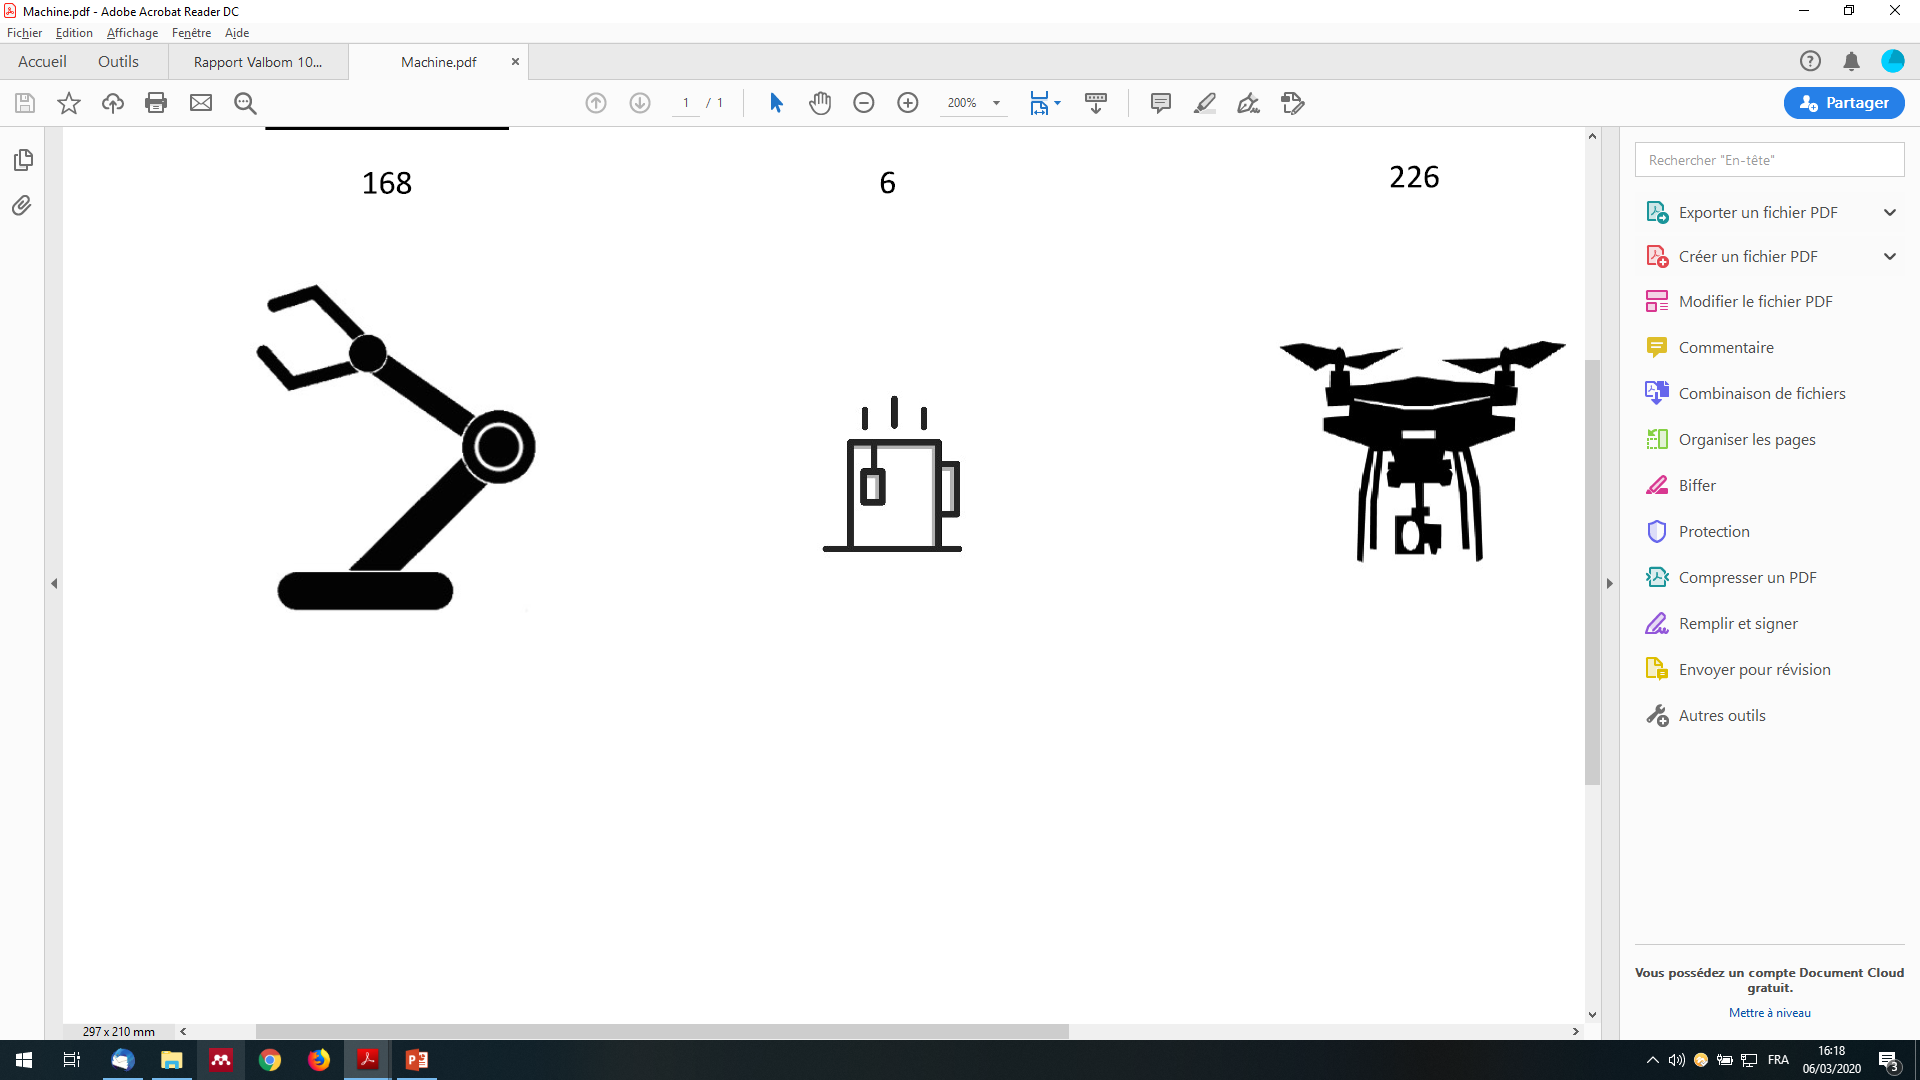 Machine.pdf - Adobe Acrobat Reader DC
Fichier Edition Affichage Fenêtre Aide
Accueil Outils Rapport Valbom 10... Machine.pdf
1 / 1 200% Partager
168 6 226
Rechercher "En-tête"
Exporter un fichier PDF
Créer un fichier PDF
Modifier le fichier PDF
Commentaire
Combinaison de fichiers
Organiser les pages
Biffer
Protection
Compresser un PDF
Remplir et signer
Envoyer pour révision
Autres outils
Vous possédez un compte Document Cloud
gratuit.
Mettre à niveau
297 x 210 mm
FRA
16:18
06/03/2020
3